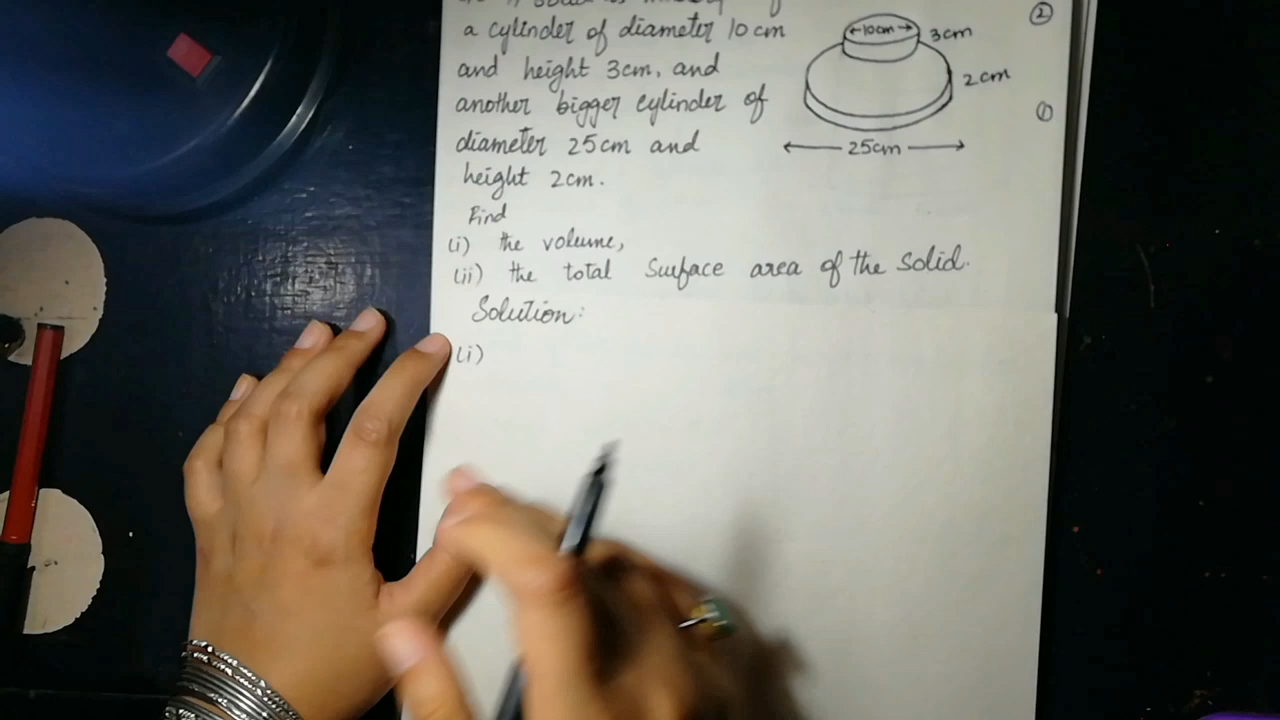 a cylinder of diameter 10 cm
and height 3cm, and
another bigger cylinder of
diameter 25cm and
height 2cm.
Find
(i) the volume,
(ii) the total Surface area of the solid.
Solution:
(i)
10cm
3cm
2cm
25cm
②
①